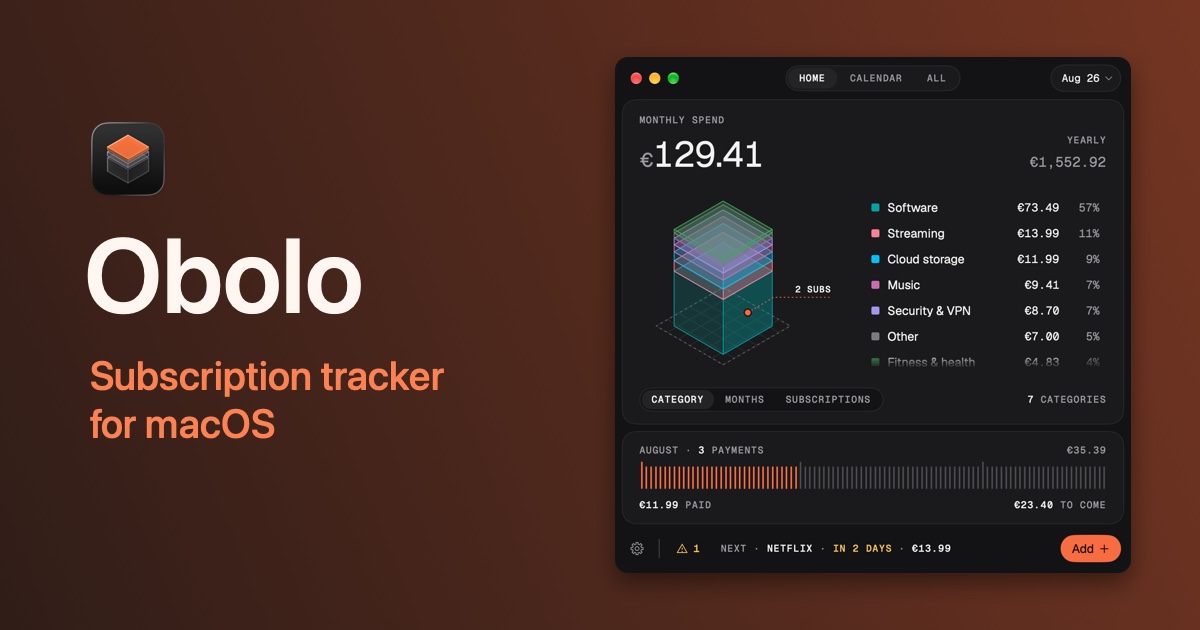 Obolo
Subscription tracker
for macOS
HOME CALENDAR ALL
Aug 26
MONTHLY SPEND
€129.41
YEARLY
€1,552.92
Software €73.49 57%
Streaming €13.99 11%
Cloud storage €11.99 9%
Music €9.41 7%
Security & VPN €8.70 7%
Other €7.00 5%
Fitness & health €4.83 4%
2 SUBS
CATEGORY MONTHS SUBSCRIPTIONS
7 CATEGORIES
AUGUST · 3 PAYMENTS €35.39
€11.99 PAID €23.40 TO COME
1 NEXT · NETFLIX · IN 2 DAYS · €13.99
Add +